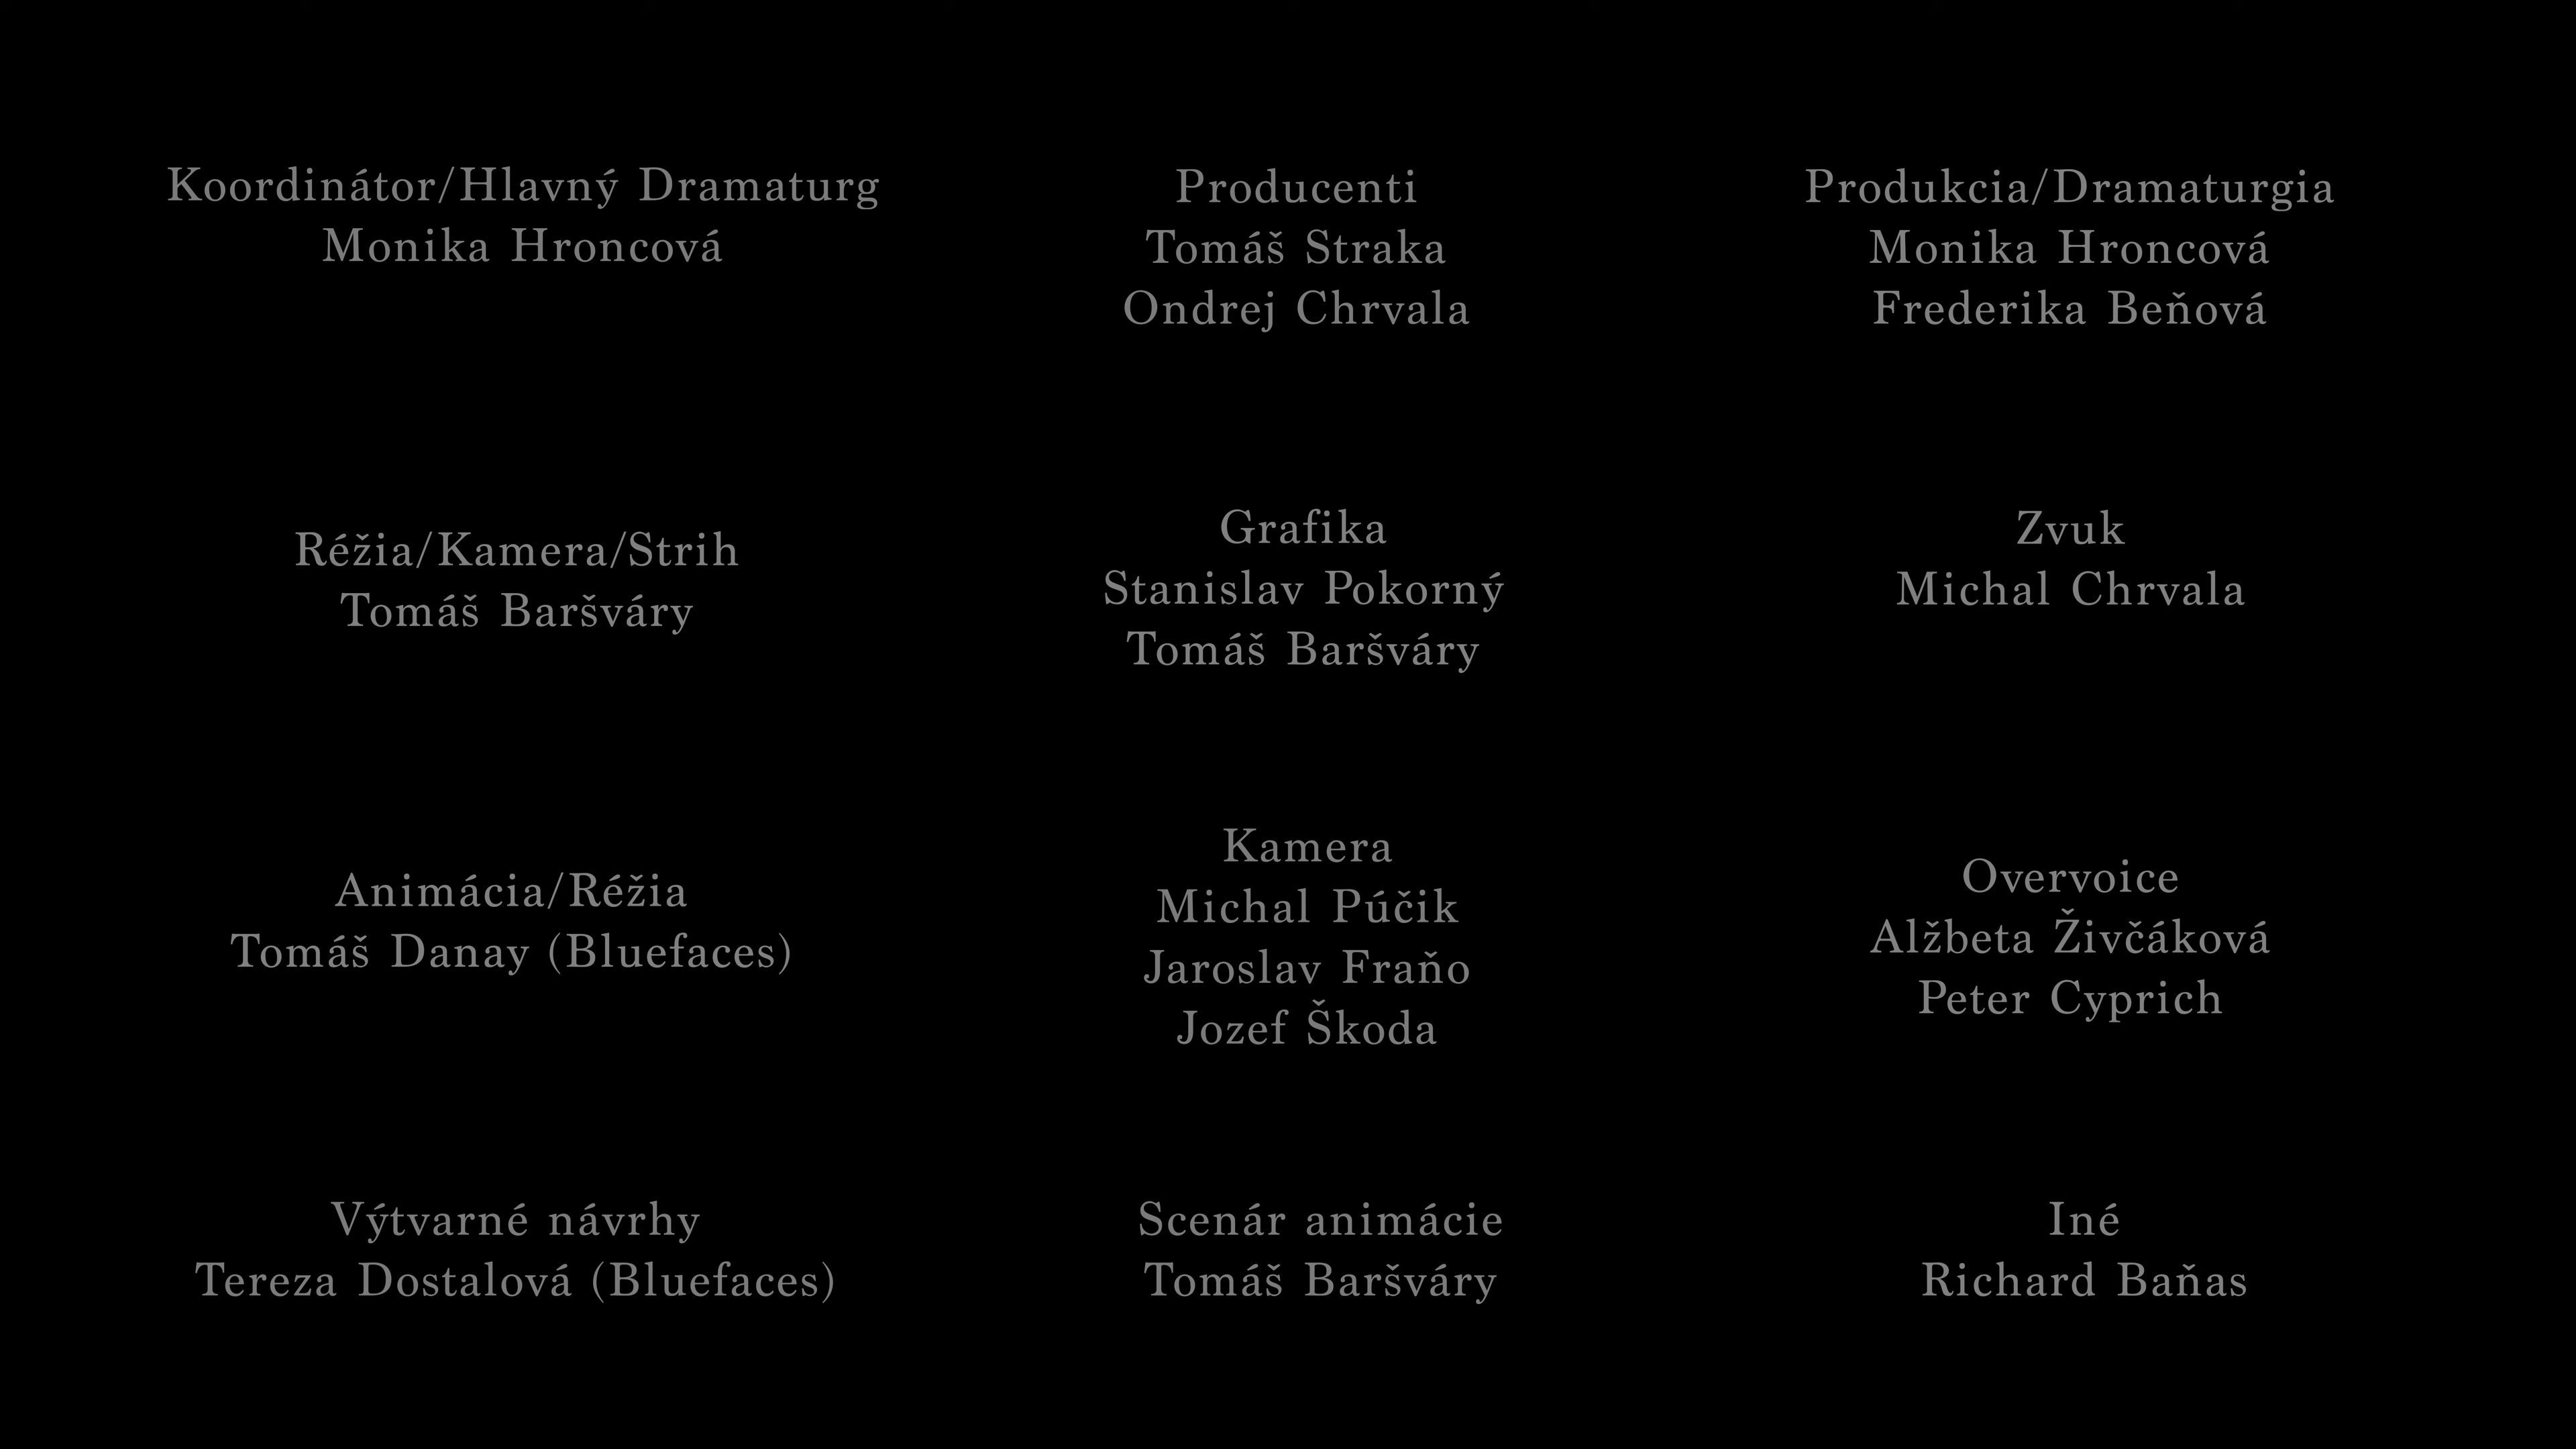 Koordinátor/Hlavný Dramaturg
Monika Hroncová
Producenti
Tomáš Straka
Ondrej Chrvala
Produkcia/Dramaturgia
Monika Hroncová
Frederika Beňová
Réžia/Kamera/Strih
Tomáš Baršváry
Grafika
Stanislav Pokorný
Tomáš Baršváry
Zvuk
Michal Chrvala
Animácia/Réžia
Tomáš Danay (Bluefaces)
Kamera
Michal Púčik
Jaroslav Fraňo
Jozef Škoda
Overvoice
Alžbeta Živčáková
Peter Cyprich
Výtvarné návrhy
Tereza Dostalová (Bluefaces)
Scenár animácie
Tomáš Baršváry
Iné
Richard Baňas